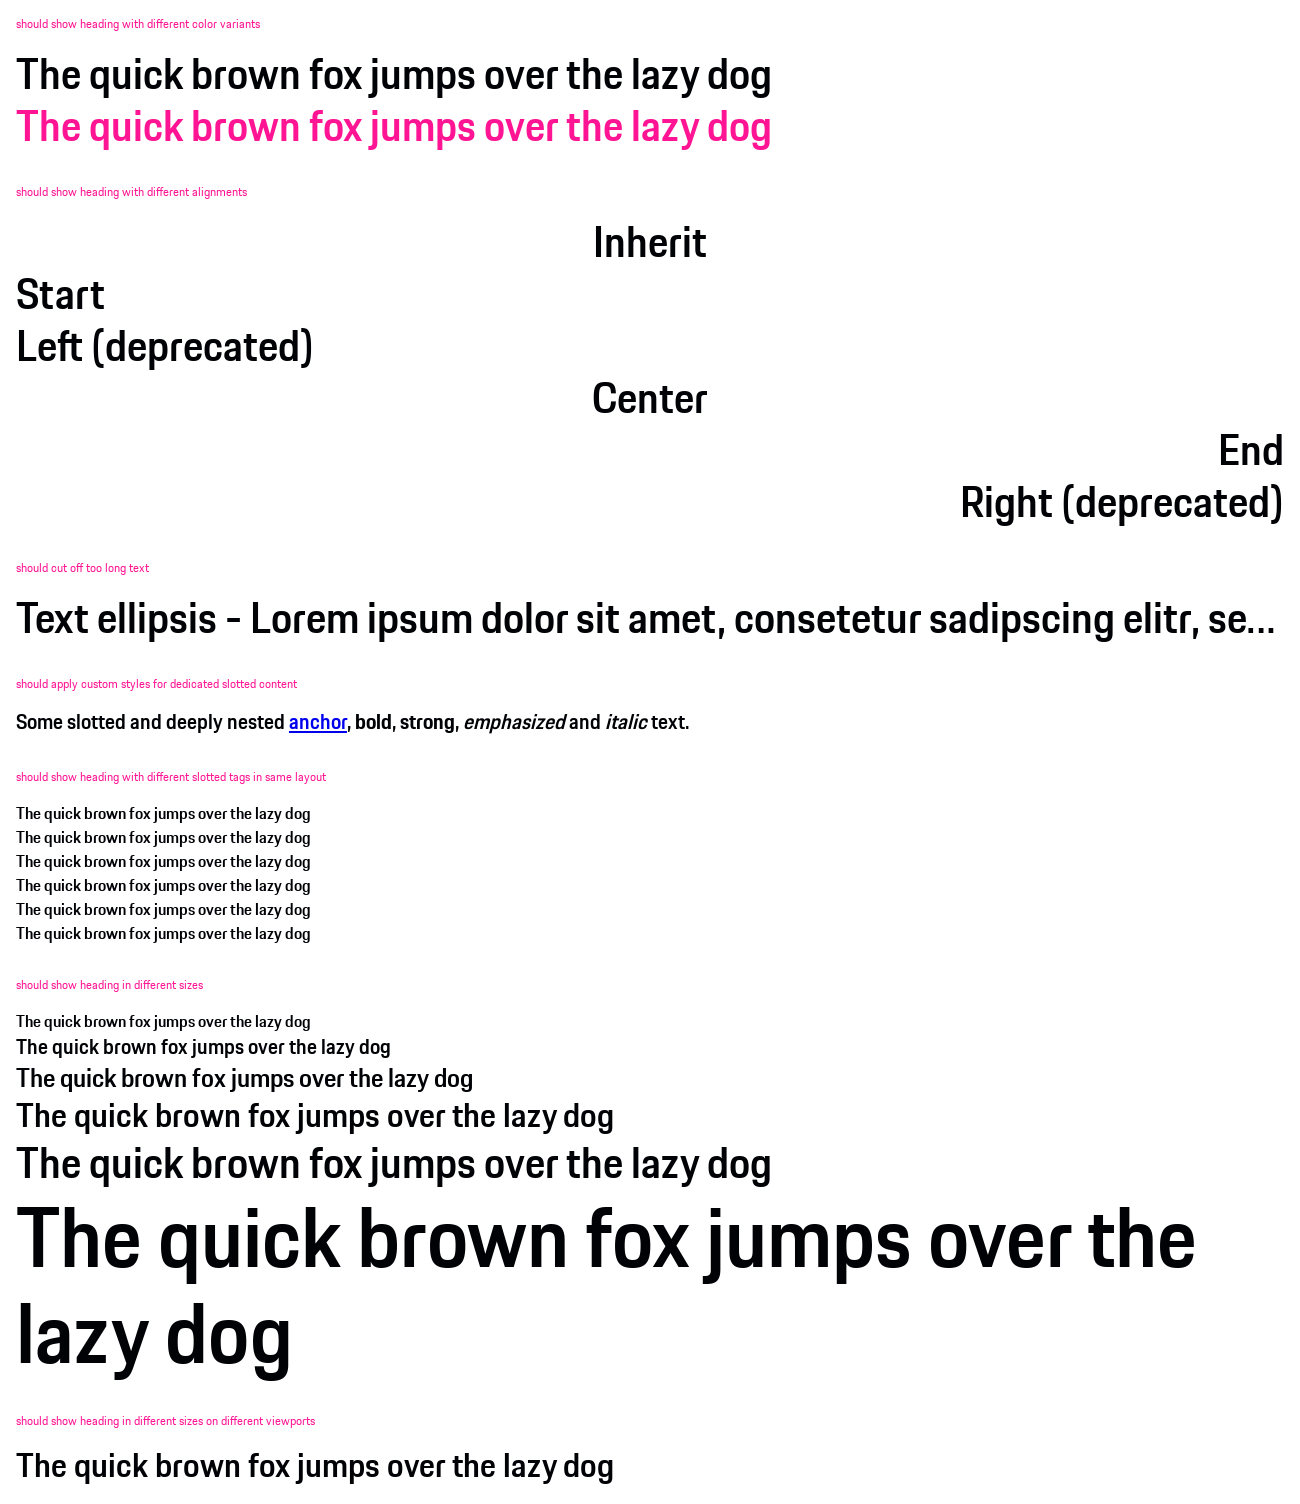 should show heading with different color variants
The quick brown fox jumps over the lazy dog
The quick brown fox jumps over the lazy dog
should show heading with different alignments
Inherit
Start
Left (deprecated)
Center
End
Right (deprecated)
should cut off too long text
Text ellipsis - Lorem ipsum dolor sit amet, consetetur sadipscing elitr, se…
should apply custom styles for dedicated slotted content
Some slotted and deeply nested anchor, bold, strong, emphasized and italic text.
should show heading with different slotted tags in same layout
The quick brown fox jumps over the lazy dog
The quick brown fox jumps over the lazy dog
The quick brown fox jumps over the lazy dog
The quick brown fox jumps over the lazy dog
The quick brown fox jumps over the lazy dog
The quick brown fox jumps over the lazy dog
should show heading in different sizes
The quick brown fox jumps over the lazy dog
The quick brown fox jumps over the lazy dog
The quick brown fox jumps over the lazy dog
The quick brown fox jumps over the lazy dog
The quick brown fox jumps over the lazy dog
The quick brown fox jumps over the
lazy dog
should show heading in different sizes on different viewports
The quick brown fox jumps over the lazy dog